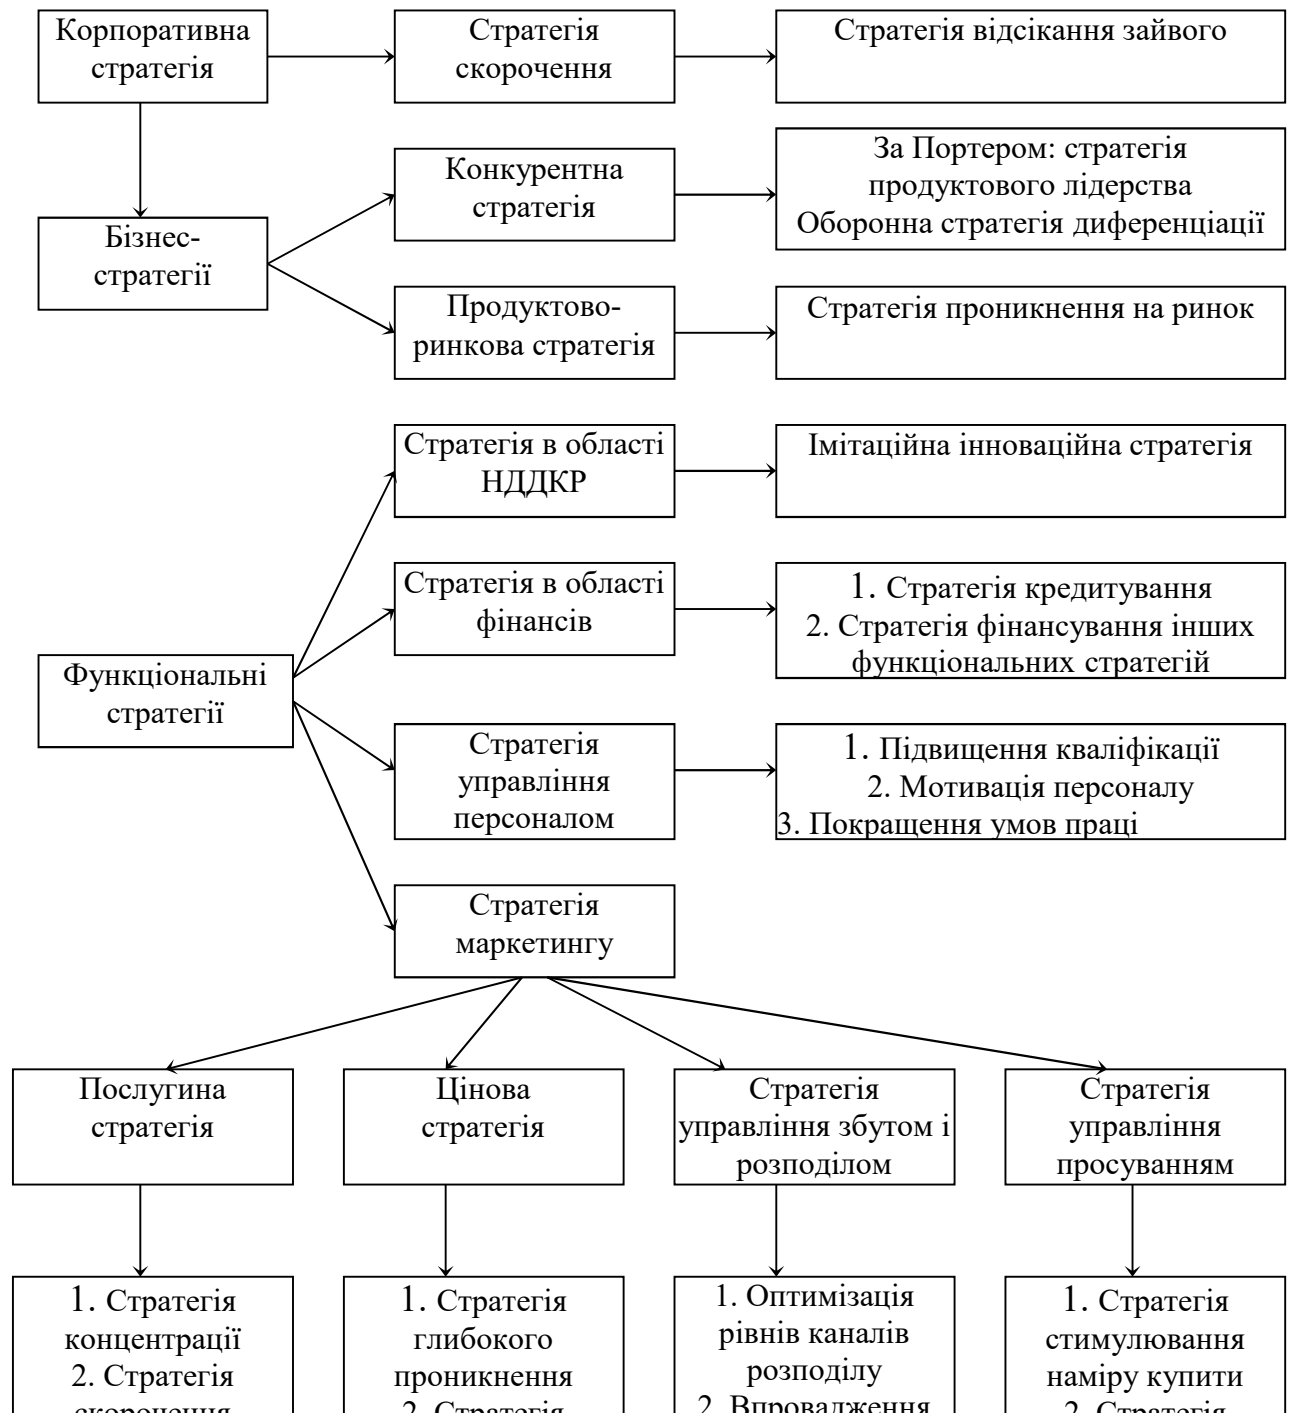 Корпоративна
стратегія
Стратегія
скорочення
Стратегія відсікання зайвого
Бізнес-
стратегії
Конкурентна
стратегія
За Портером: стратегія
продуктового лідерства
Оборонна стратегія диференціації
Продуктово-
ринкова стратегія
Стратегія проникнення на ринок
Функціональні
стратегії
Стратегія в області
НДДКР
Імітаційна інноваційна стратегія
Стратегія в області
фінансів
1. Стратегія кредитування
2. Стратегія фінансування інших
функціональних стратегій
Стратегія
управління
персоналом
1. Підвищення кваліфікації
2. Мотивація персоналу
3. Покращення умов праці
Стратегія
маркетингу
Послугина
стратегія
Цінова
стратегія
Стратегія
управління збутом і
розподілом
Стратегія
управління
просуванням
1. Стратегія
концентрації
2. Стратегія
скорочення
1. Стратегія
глибокого
проникнення
2. Стратегія
1. Оптимізація
рівнів каналів
розподілу
2. Впровадження
1. Стратегія
стимулювання
наміру купити
2. Стратегія